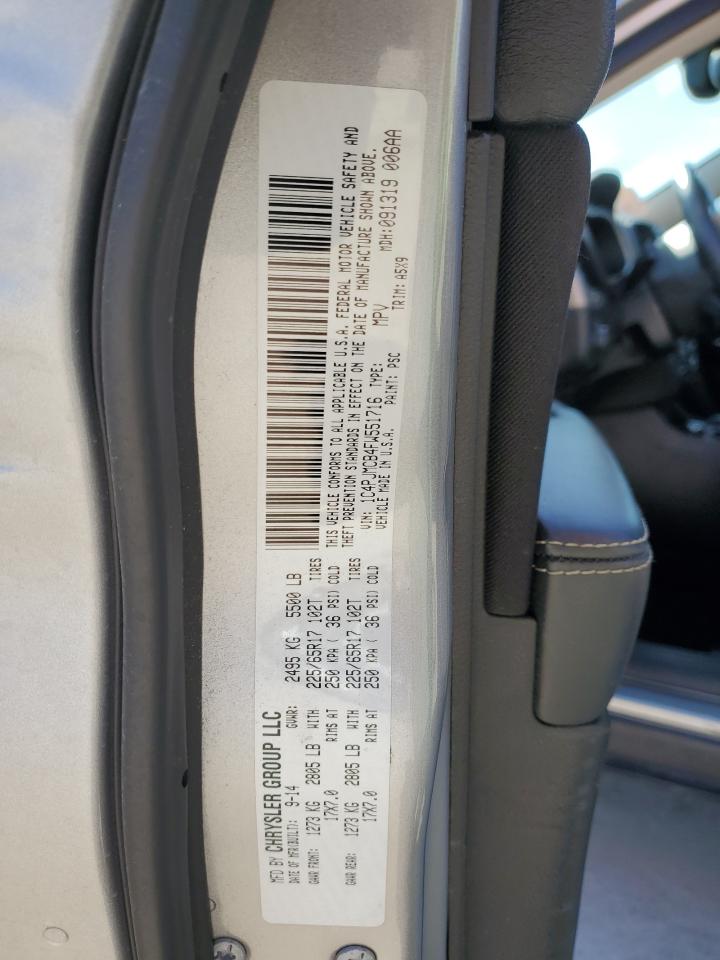 MFD BY CHRYSLER GROUP LLC
DATE OF MFR(BUILT): 9-14 GVWR: 2495 KG 5500 LB
GAWR FRONT: 1273 KG 2805 LB WITH 225/65R17 102T TIRES
17X7.0 RIMS AT 250 KPA ( 36 PSI) COLD
GAWR REAR: 1273 KG 2805 LB WITH 225/65R17 102T TIRES
17X7.0 RIMS AT 250 KPA ( 36 PSI) COLD
THIS VEHICLE CONFORMS TO ALL APPLICABLE U.S.A. FEDERAL MOTOR VEHICLE SAFETY AND
THEFT PREVENTION STANDARDS IN EFFECT ON THE DATE OF MANUFACTURE SHOWN ABOVE.
VIN: 1C4PJMCB4FW551716 TYPE: MPV MDH:091319 006AA
VEHICLE MADE IN U.S.A. PAINT: PSC TRIM: A5X9